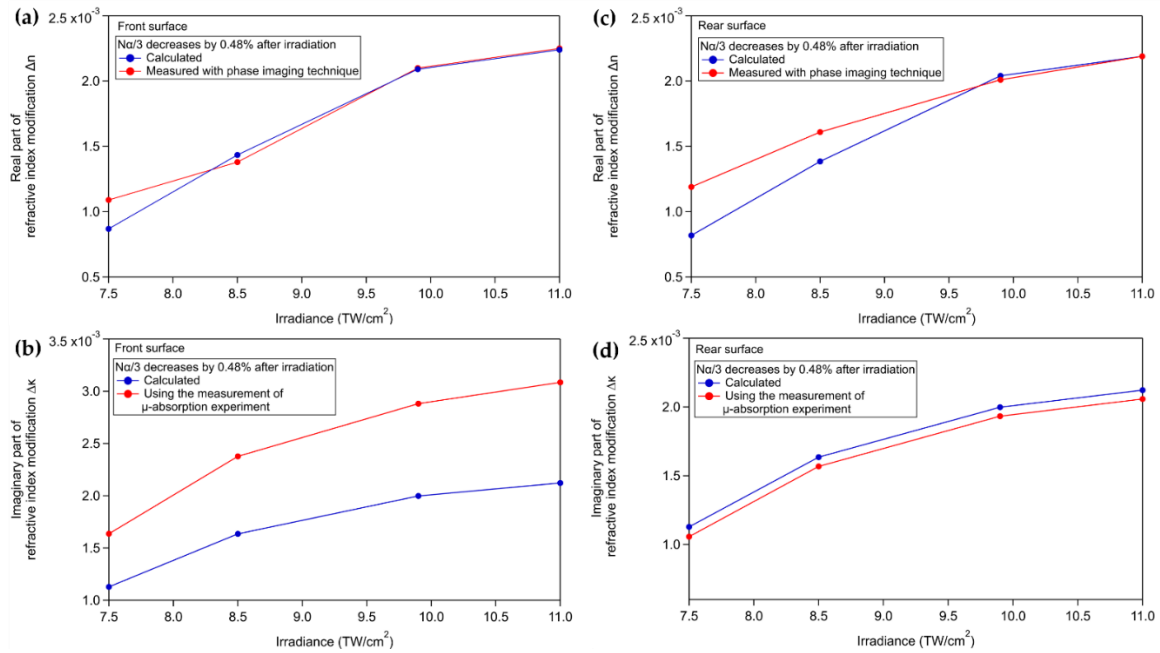 (a)
2.5 x10⁻³
Front surface
Nα/3 decreases by 0.48% after irradiation
Calculated
Measured with phase imaging technique
2.0
1.5
1.0
0.5
Real part of
refractive index modification Δn
7.5
8.0
8.5
9.0
9.5
10.0
10.5
11.0
Irradiance (TW/cm²)
(b)
3.5 x10⁻³
Front surface
Nα/3 decreases by 0.48% after irradiation
Calculated
Using the measurement of
μ-absorption experiment
3.0
2.5
2.0
1.5
1.0
Imaginary part of
refractive index modification Δκ
7.5
8.0
8.5
9.0
9.5
10.0
10.5
11.0
Irradiance (TW/cm²)
(c)
2.5 x10⁻³
Rear surface
Nα/3 decreases by 0.48% after irradiation
Calculated
Measured with phase imaging technique
2.0
1.5
1.0
0.5
Real part of
refractive index modification Δn
7.5
8.0
8.5
9.0
9.5
10.0
10.5
11.0
Irradiance (TW/cm²)
(d)
2.5 x10⁻³
Rear surface
Nα/3 decreases by 0.48% after irradiation
Calculated
Using the measurement of
μ-absorption experiment
2.0
1.5
1.0
Imaginary part of
refractive index modification Δκ
7.5
8.0
8.5
9.0
9.5
10.0
10.5
11.0
Irradiance (TW/cm²)